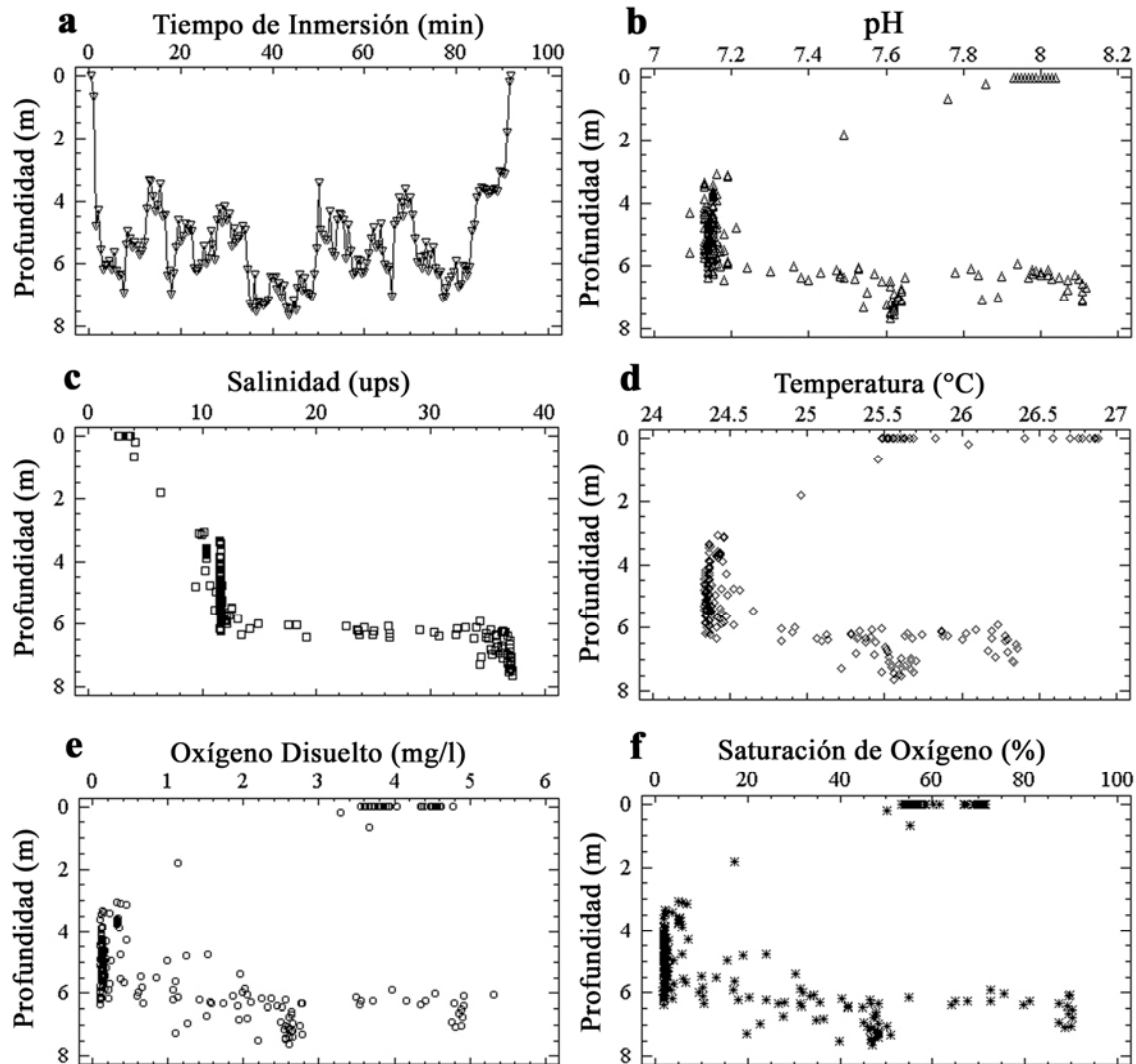 a
Tiempo de Inmersión (min)
0 20 40 60 80 100
Profundidad (m)
0
2
4
6
8
b
pH
7 7.2 7.4 7.6 7.8 8 8.2
Profundidad (m)
0
2
4
6
8
c
Salinidad (ups)
0 10 20 30 40
Profundidad (m)
0
2
4
6
8
d
Temperatura (°C)
24 24.5 25 25.5 26 26.5 27
Profundidad (m)
0
2
4
6
8
e
Oxígeno Disuelto (mg/l)
0 1 2 3 4 5 6
Profundidad (m)
0
2
4
6
8
f
Saturación de Oxígeno (%)
0 20 40 60 80 100
Profundidad (m)
0
2
4
6
8